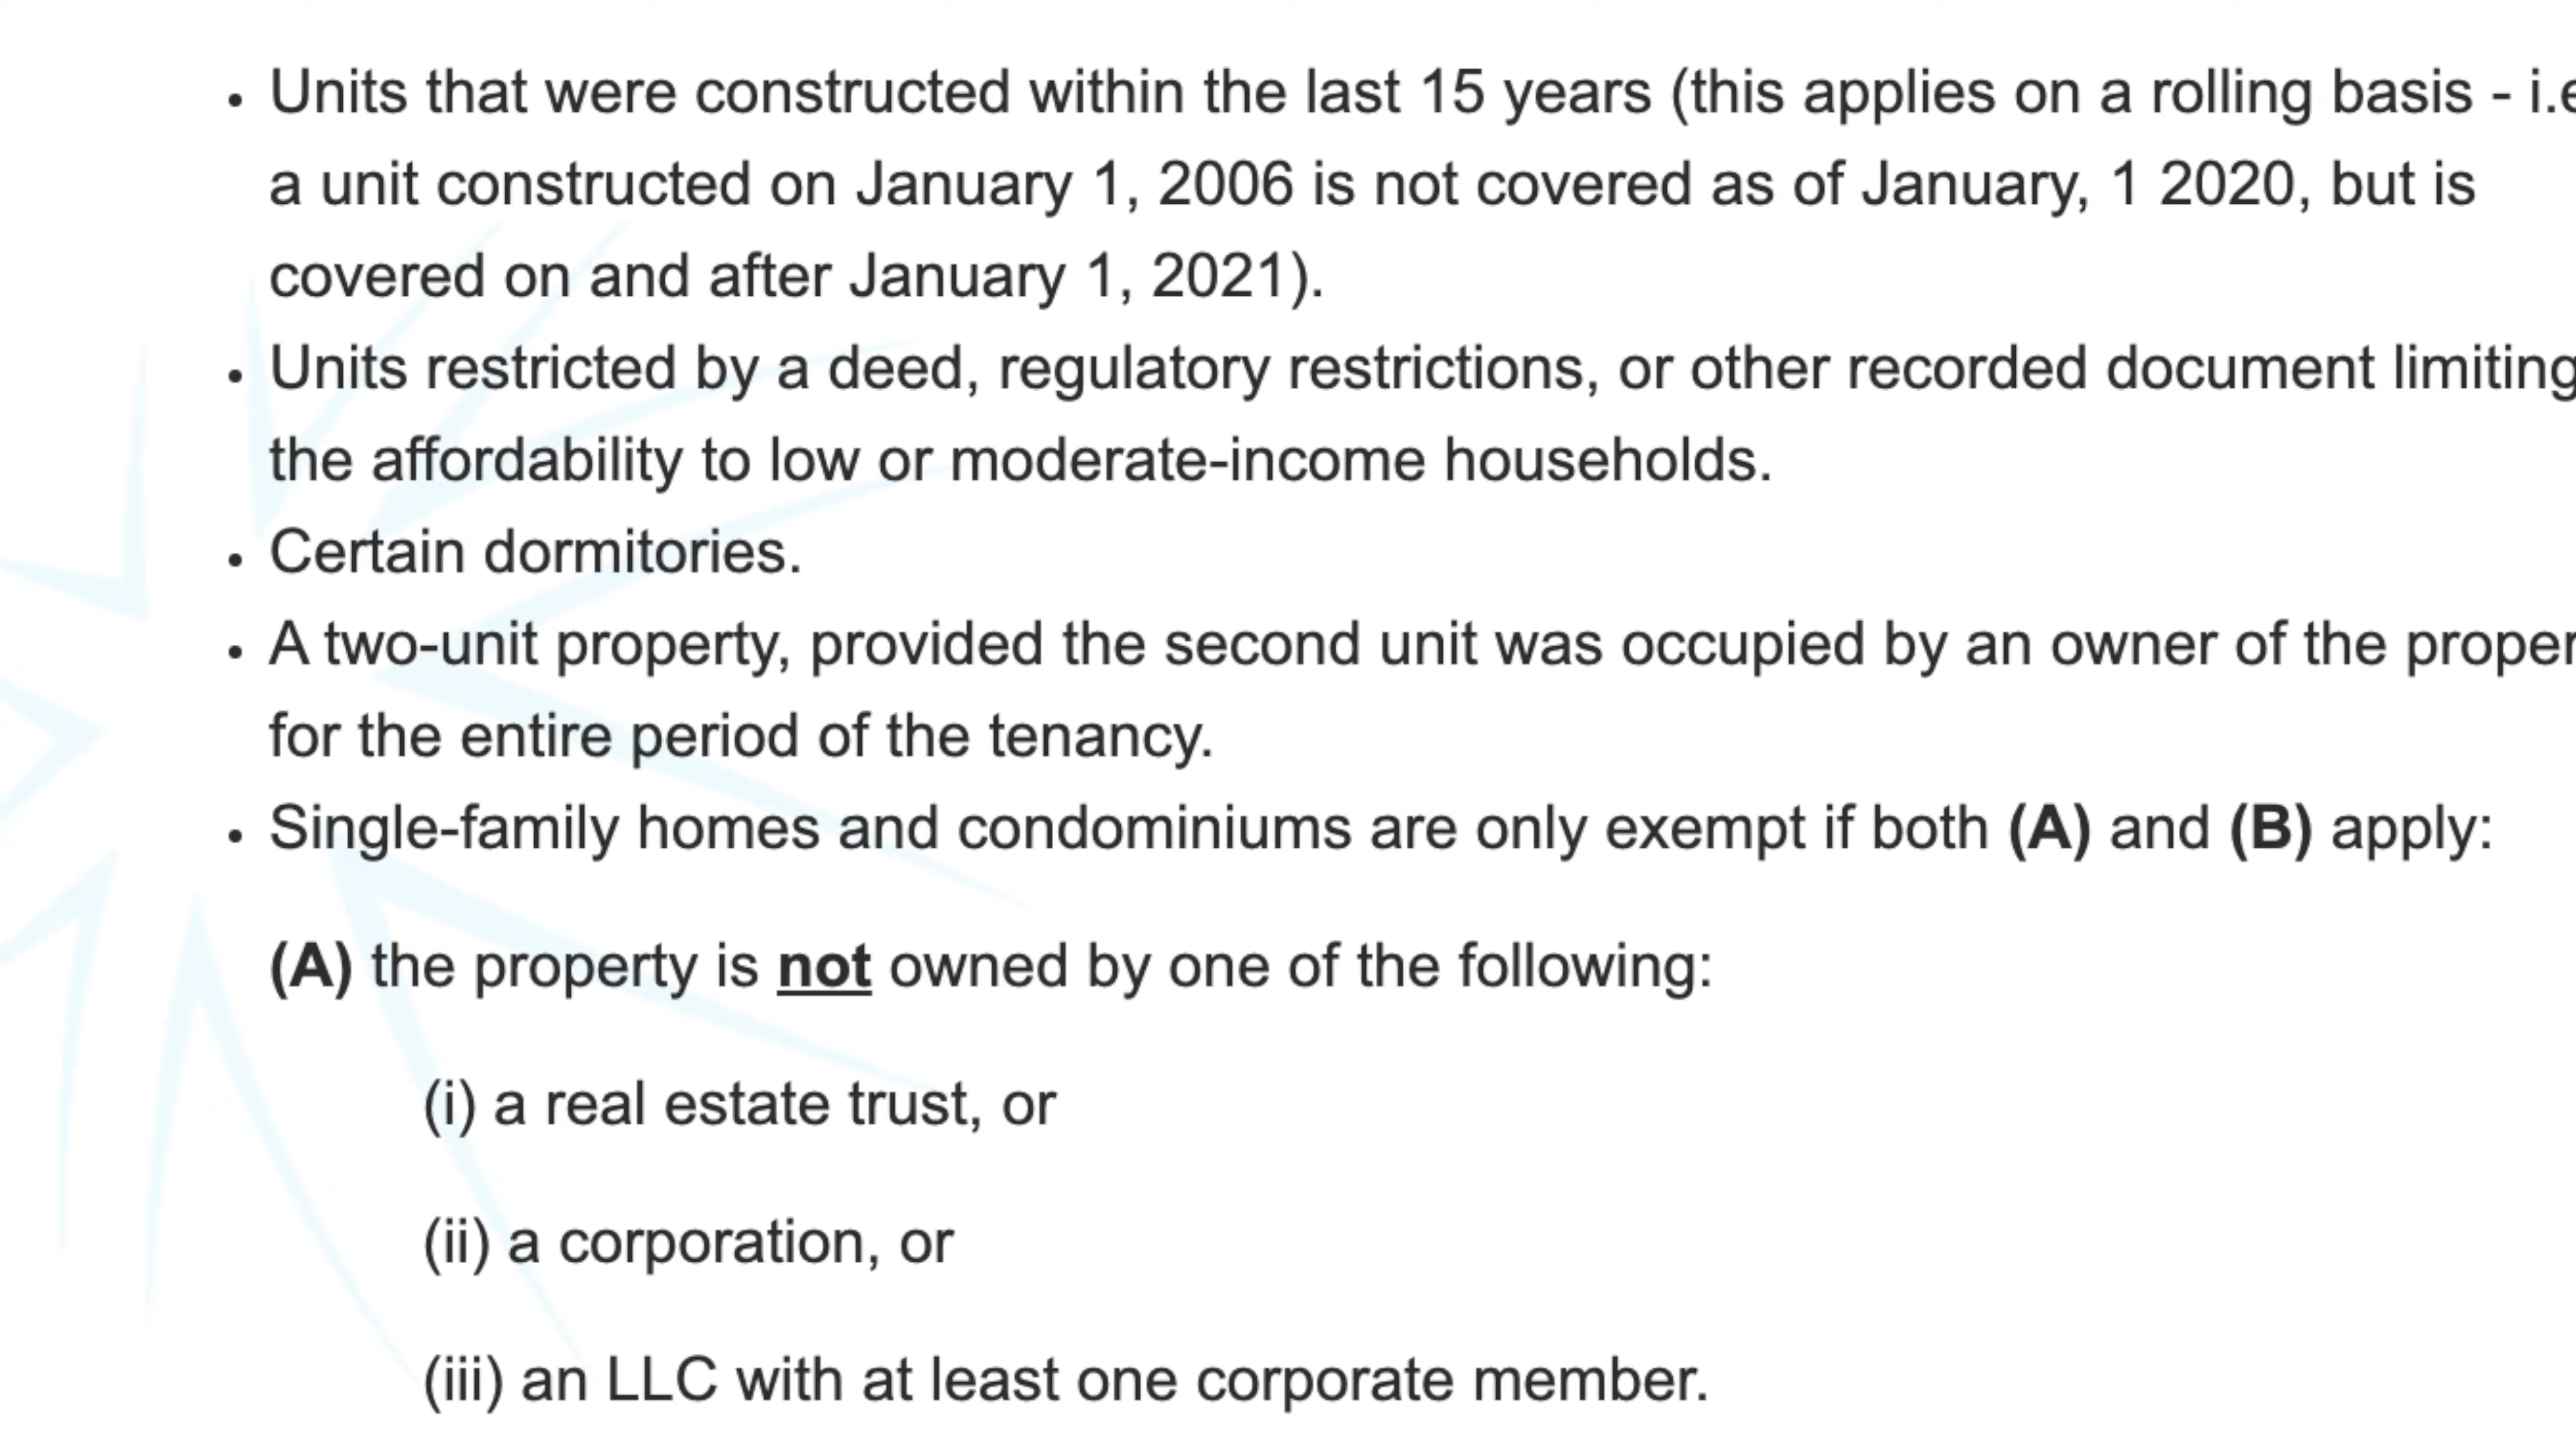 • Units that were constructed within the last 15 years (this applies on a rolling basis - i.e
a unit constructed on January 1, 2006 is not covered as of January, 1 2020, but is
covered on and after January 1, 2021).
• Units restricted by a deed, regulatory restrictions, or other recorded document limiting
the affordability to low or moderate-income households.
• Certain dormitories.
• A two-unit property, provided the second unit was occupied by an owner of the proper
for the entire period of the tenancy.
• Single-family homes and condominiums are only exempt if both (A) and (B) apply:
(A) the property is not owned by one of the following:
(i) a real estate trust, or
(ii) a corporation, or
(iii) an LLC with at least one corporate member.